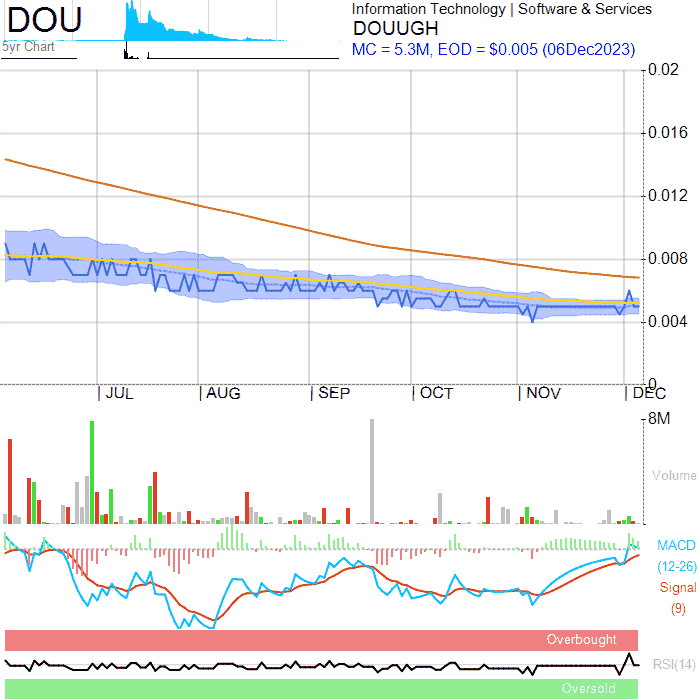 DOU
5yr Chart
Information Technology | Software & Services
DOUUGH
MC = 5.3M, EOD = $0.005 (06Dec2023)
0.02
0.016
0.012
0.008
0.004
0
JUL AUG SEP OCT NOV DEC
8M
Volume
MACD
(12-26)
Signal
(9)
Overbought
RSI(14)
Oversold